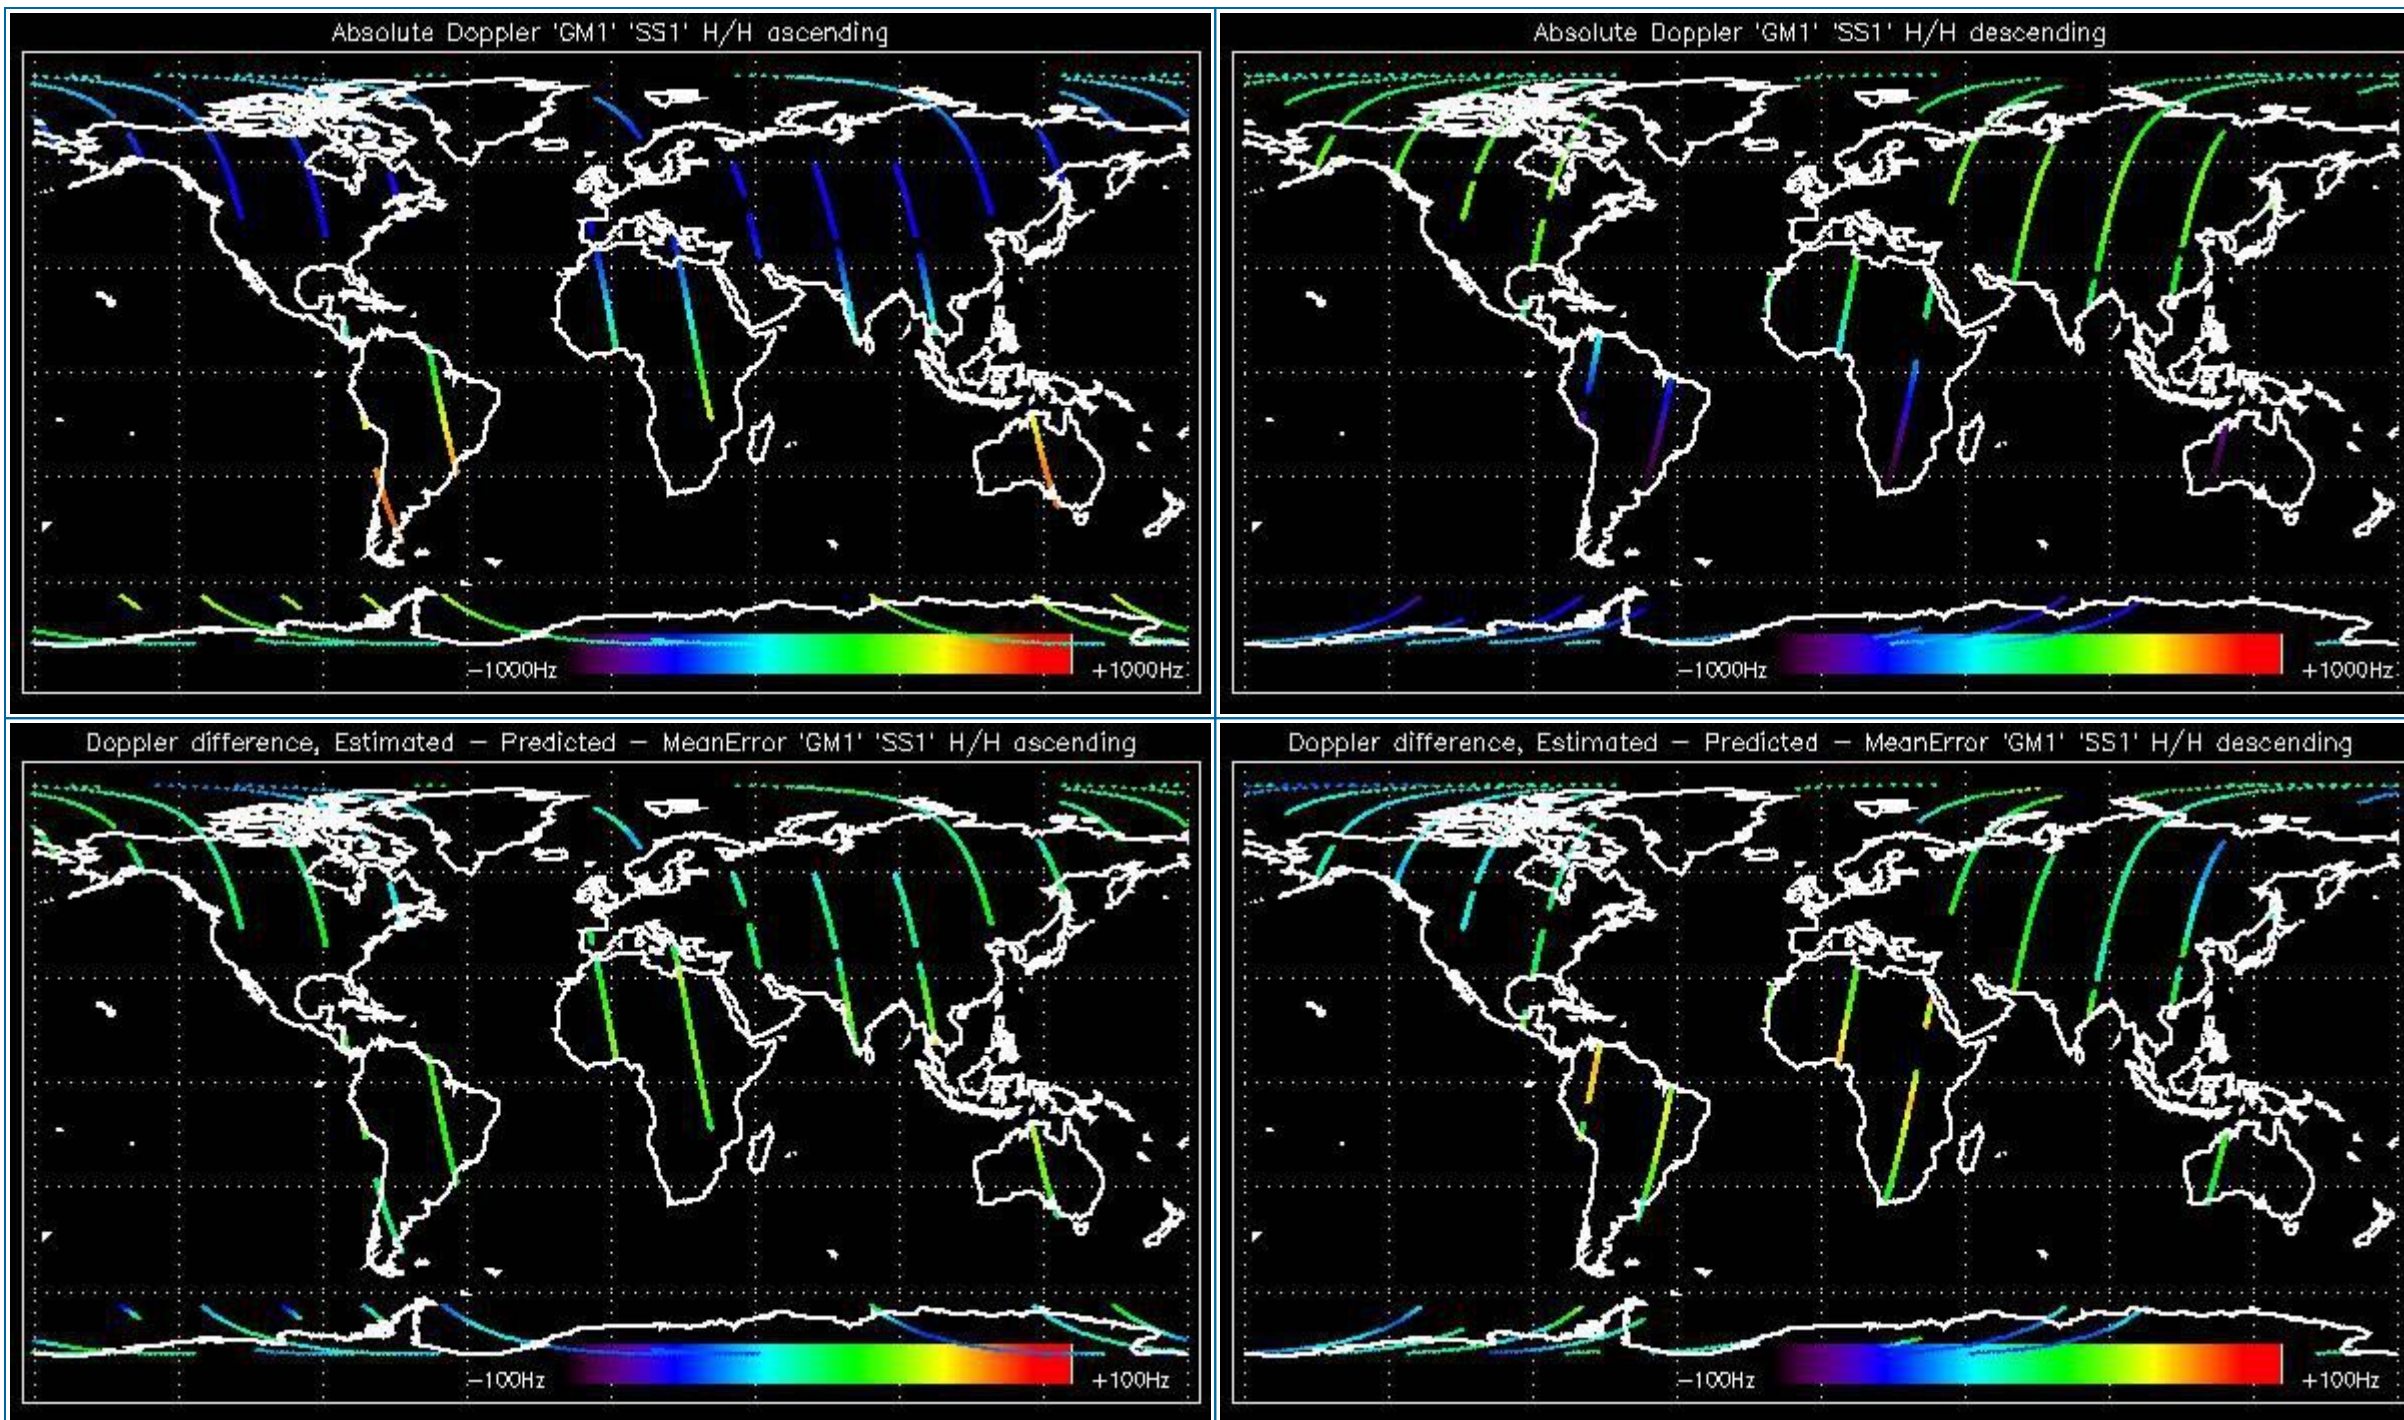 Absolute Doppler 'GM1' 'SS1' H/H ascending
-1000Hz
+1000Hz
Absolute Doppler 'GM1' 'SS1' H/H descending
-1000Hz
+1000Hz
Doppler difference, Estimated - Predicted - MeanError 'GM1' 'SS1' H/H ascending
-100Hz
+100Hz
Doppler difference, Estimated - Predicted - MeanError 'GM1' 'SS1' H/H descending
-100Hz
+100Hz